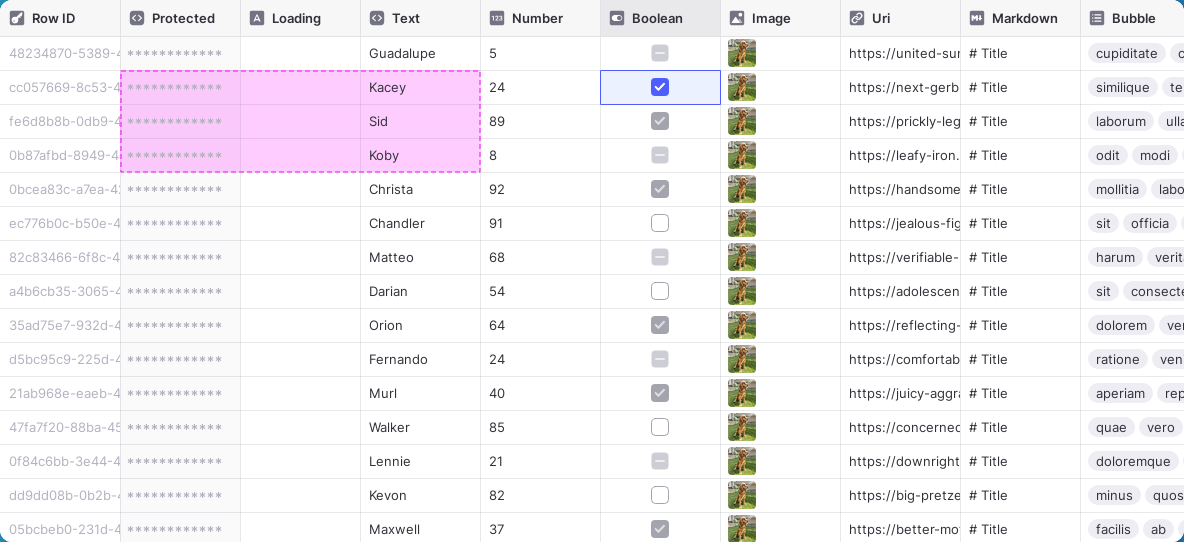 Row ID Protected Loading Text Number Boolean Image Uri Markdown Bubble
48234870-5389-4 ************ Guadalupe 5 https://united-sur # Title cupiditate c
cc057669-8c53-4 ************ Kacey 24 https://next-gerb # Title similique te
fe6d8b8b-0db9-4 ************ Sid 89 https://prickly-leg # Title laborum ulla
0b87afbd-8949-4 ************ Koby 8 https://leafy-iron. # Title odit modi
0bcea83c-a7ea-42 ************ Christa 92 https://handsome # Title mollitia labo
ec776b0c-b50e-4 ************ Chandler 91 https://jealous-fig # Title sit officia
82c83466-6f8c-4 ************ Matteo 68 https://verifiable- # Title harum verita
a4b6cb35-3065-4 ************ Darian 54 https://adolescen # Title sit consecte
35ad75e7-932d-4 ************ Orion 64 https://reflecting- # Title dolorem ver
d5bc95c9-225d-4 ************ Fernando 24 https://comfortab # Title ratione ven
21ab968e-eaeb-4 ************ Murl 40 https://juicy-aggra # Title aperiam rep
47fa7f20-88ba-45 ************ Walker 85 https://concerned # Title quae vero
0f84c6bb-3e44-4 ************ Lennie 21 https://downright # Title doloremque
dd9dd08b-0b2b-4 ************ Kevon 82 https://big-pretze # Title minus quos
05bcbeb0-231d-4 ************ Maxwell 37 https://better-mo # Title facilis ab